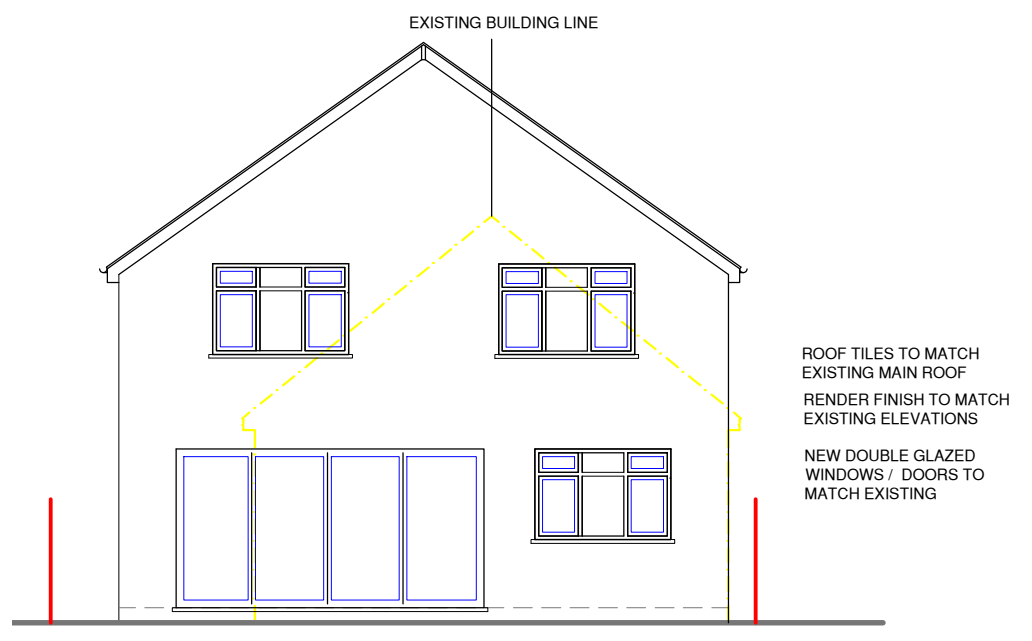 EXISTING BUILDING LINE
ROOF TILES TO MATCH
EXISTING MAIN ROOF
RENDER FINISH TO MATCH
EXISTING ELEVATIONS
NEW DOUBLE GLAZED
WINDOWS / DOORS TO
MATCH EXISTING